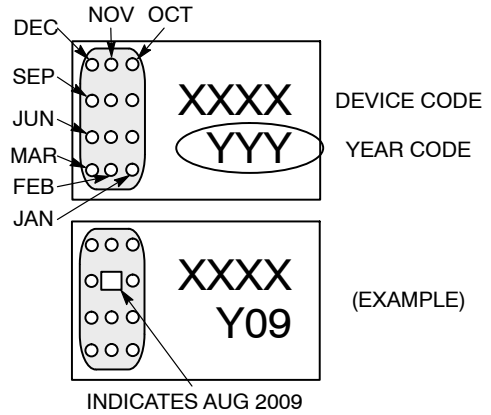 NOV OCT
DEC
SEP
JUN
MAR
FEB
JAN
XXXX
YYY
DEVICE CODE
YEAR CODE
XXXX
Y09
(EXAMPLE)
INDICATES AUG 2009